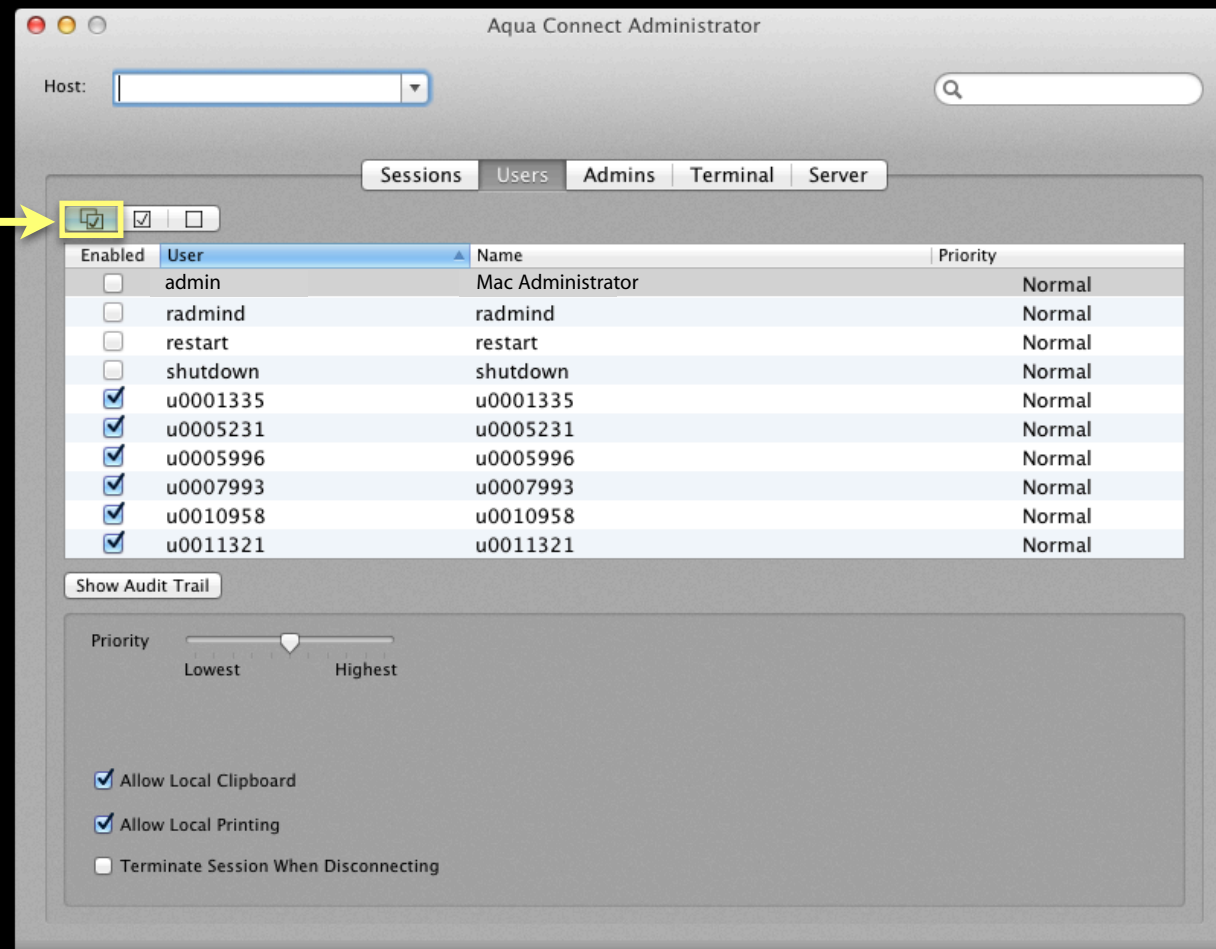 Aqua Connect Administrator
Host:
Sessions Users Admins Terminal Server
Enabled User Name Priority
admin Mac Administrator Normal
radmind radmind Normal
restart restart Normal
shutdown shutdown Normal
u0001335 u0001335 Normal
u0005231 u0005231 Normal
u0005996 u0005996 Normal
u0007993 u0007993 Normal
u0010958 u0010958 Normal
u0011321 u0011321 Normal
Show Audit Trail
Priority
Lowest Highest
Allow Local Clipboard
Allow Local Printing
Terminate Session When Disconnecting